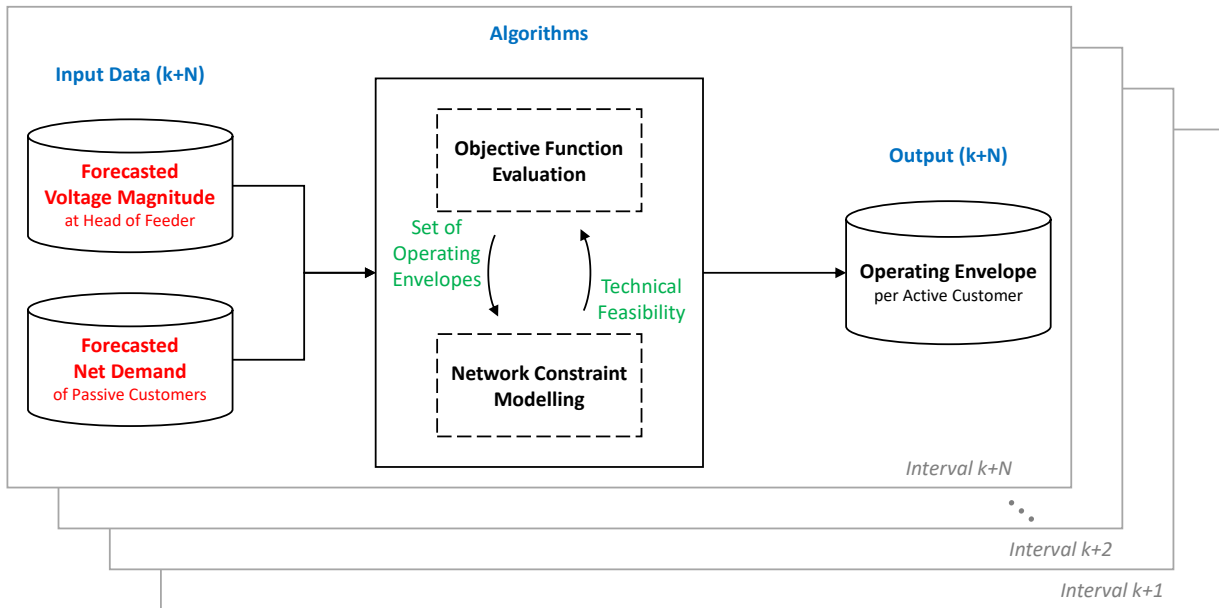 Algorithms
Input Data (k+N)
Forecasted
Voltage Magnitude
at Head of Feeder
Forecasted
Net Demand
of Passive Customers
Objective Function
Evaluation
Set of
Operating
Envelopes
Technical
Feasibility
Network Constraint
Modelling
Output (k+N)
Operating Envelope
per Active Customer
Interval k+N
Interval k+2
Interval k+1